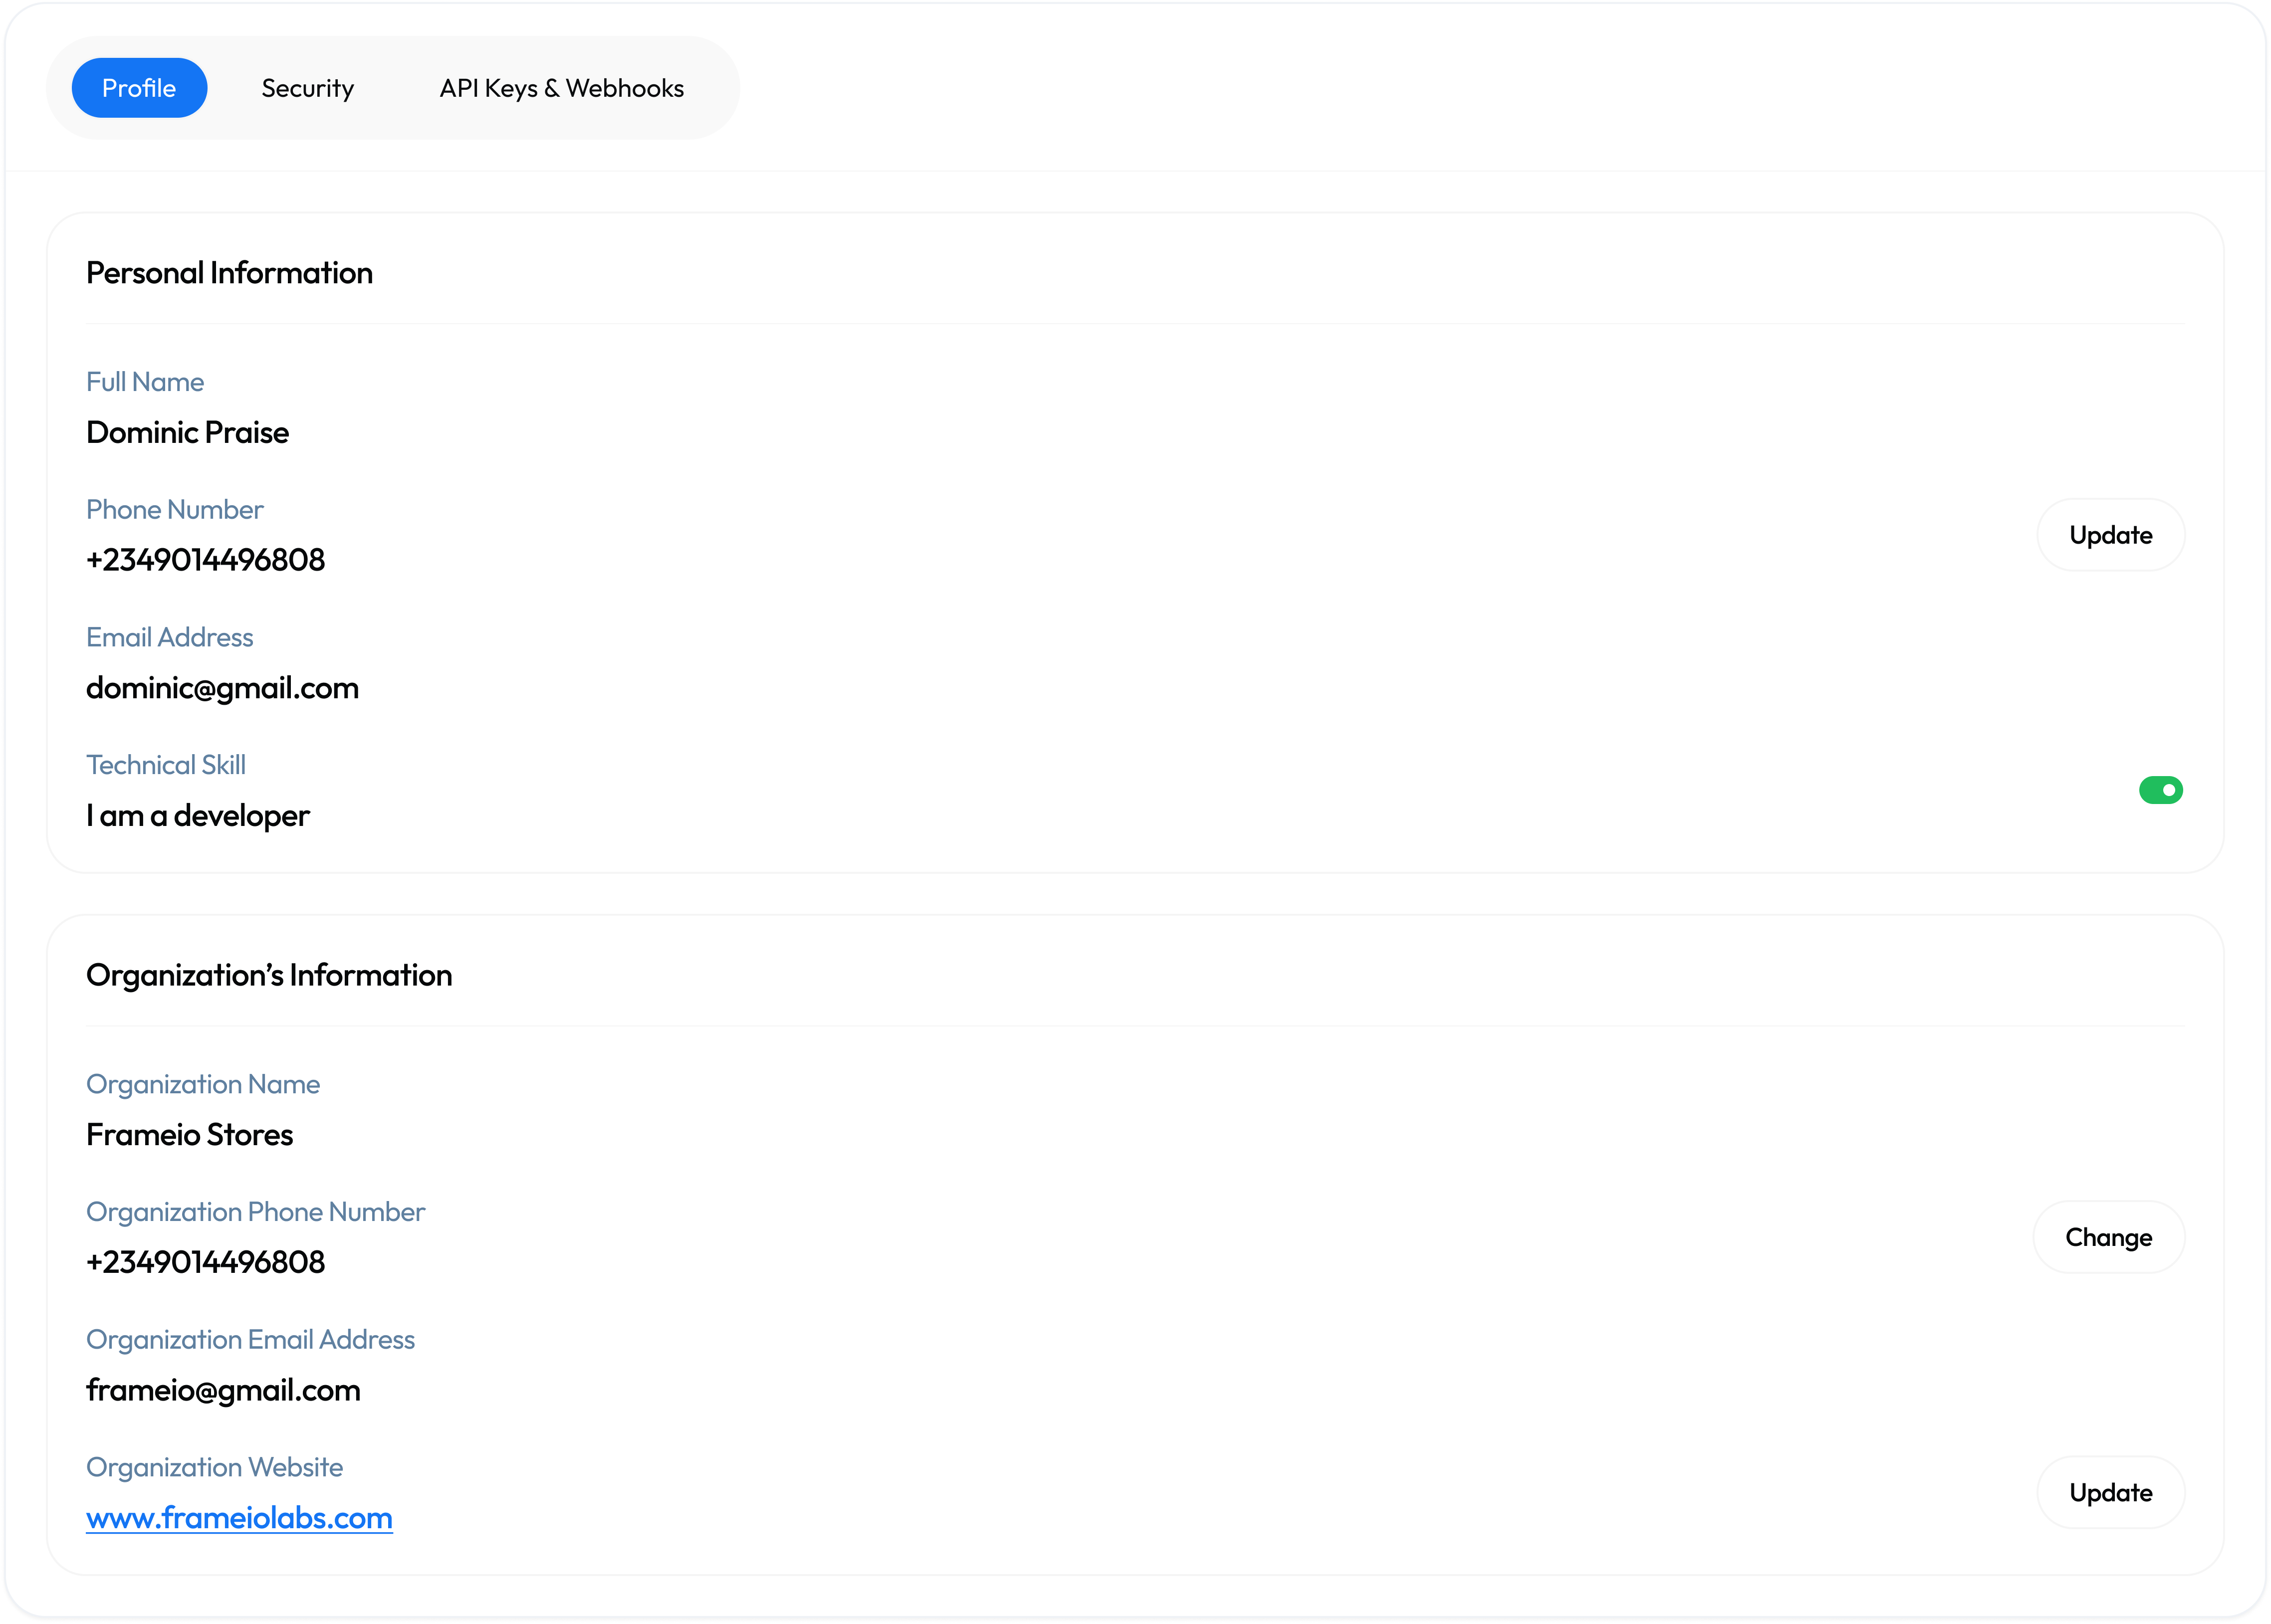 Profile
Security
API Keys & Webhooks
Personal Information
Full Name
Dominic Praise
Phone Number
+2349014496808
Update
Email Address
dominic@gmail.com
Technical Skill
I am a developer
Organization’s Information
Organization Name
Frameio Stores
Organization Phone Number
+2349014496808
Change
Organization Email Address
frameio@gmail.com
Organization Website
www.frameiolabs.com
Update